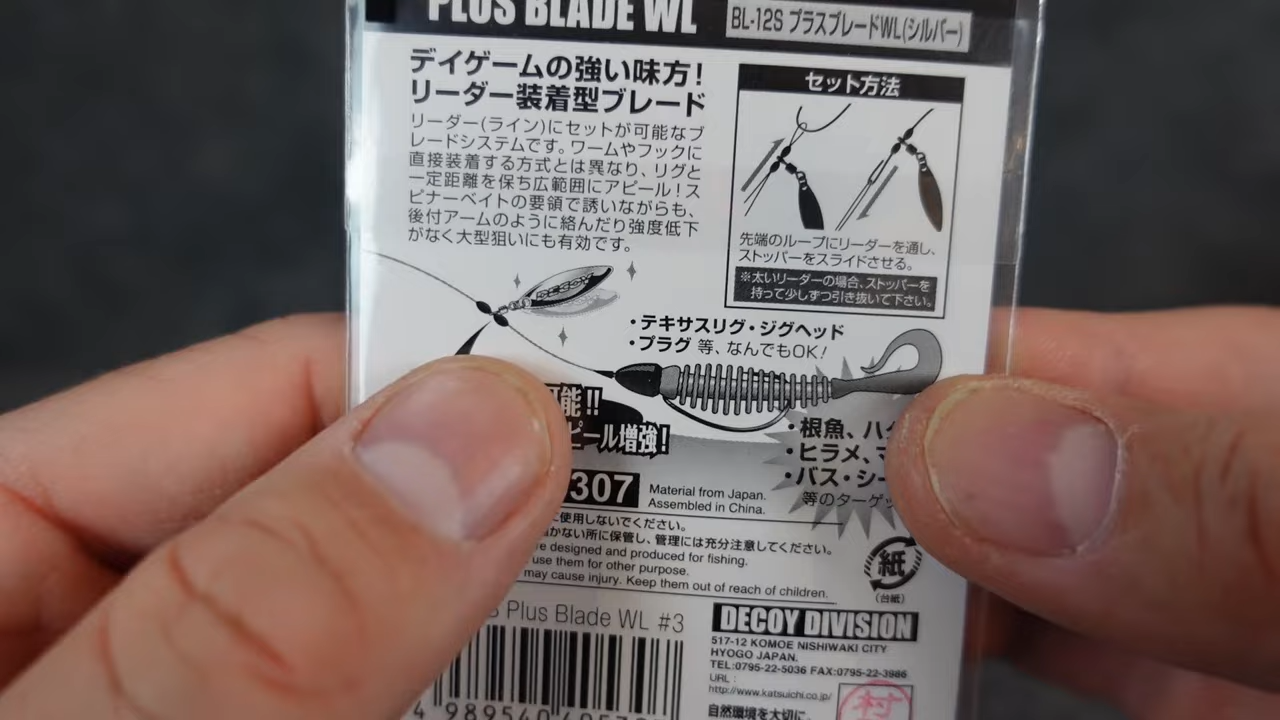 PLUS BLADE WL
BL-12S プラスブレードWL(シルバー)
デイゲームの強い味方!
リーダー装着型ブレード
リーダー(ライン)にセットが可能なブ
レードシステムです。ワームやフックに
直接装着する方式とは異なり、リグと
一定距離を保ち広範囲にアピール!ス
ピナーベイトの要領で誘いながらも、
後付アームのように絡んだり強度低下
がなく大型狙いにも有効です。
セット方法
先端のループにリーダーを通し、
ストッパーをスライドさせる。
※太いリーダーの場合、ストッパーを
持って少しずつ引き抜いて下さい。
・テキサスリグ・ジグヘッド
・プラグ 等、なんでもOK!
能!!
ピール増強!
・根魚、ハ
・ヒラメ、
・バス・シー
等のターゲッ
307
Material from Japan.
Assembled in China.
に使用しないでください。
かない所に保管し、管理には充分注意してください。
designed and produced for fishing.
use them for other purpose.
may cause injury. Keep them out of reach of children.
紙
(台紙)
Plus Blade WL #3
DECOY DIVISION
517-12 KOMOE NISHIWAKI CITY
HYOGO JAPAN.
TEL:0795-22-5036 FAX:0795-22-3986
URL :
http://www.katsuichi.co.jp/
自然環境を大切に、
村
4 989540